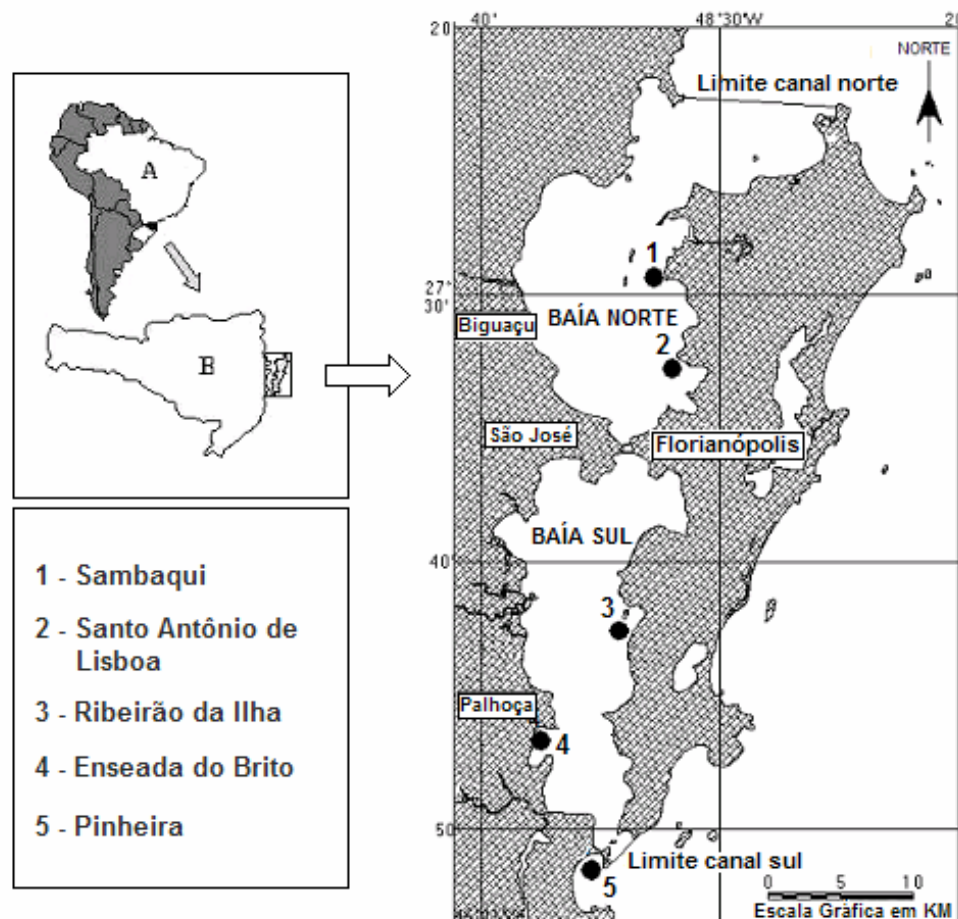 A
B
1 - Sambaqui
2 - Santo Antônio de
Lisboa
3 - Ribeirão da Ilha
4 - Enseada do Brito
5 - Pinheira
40'
48°30'W
20
20'
NORTE
Limite canal norte
1
27°
30'
BAÍA NORTE
Biguaçu
2
São José
Florianópolis
BAÍA SUL
40'
3
Palhoça
4
50'
Limite canal sul
5
0 5 10
Escala Gráfica em KM